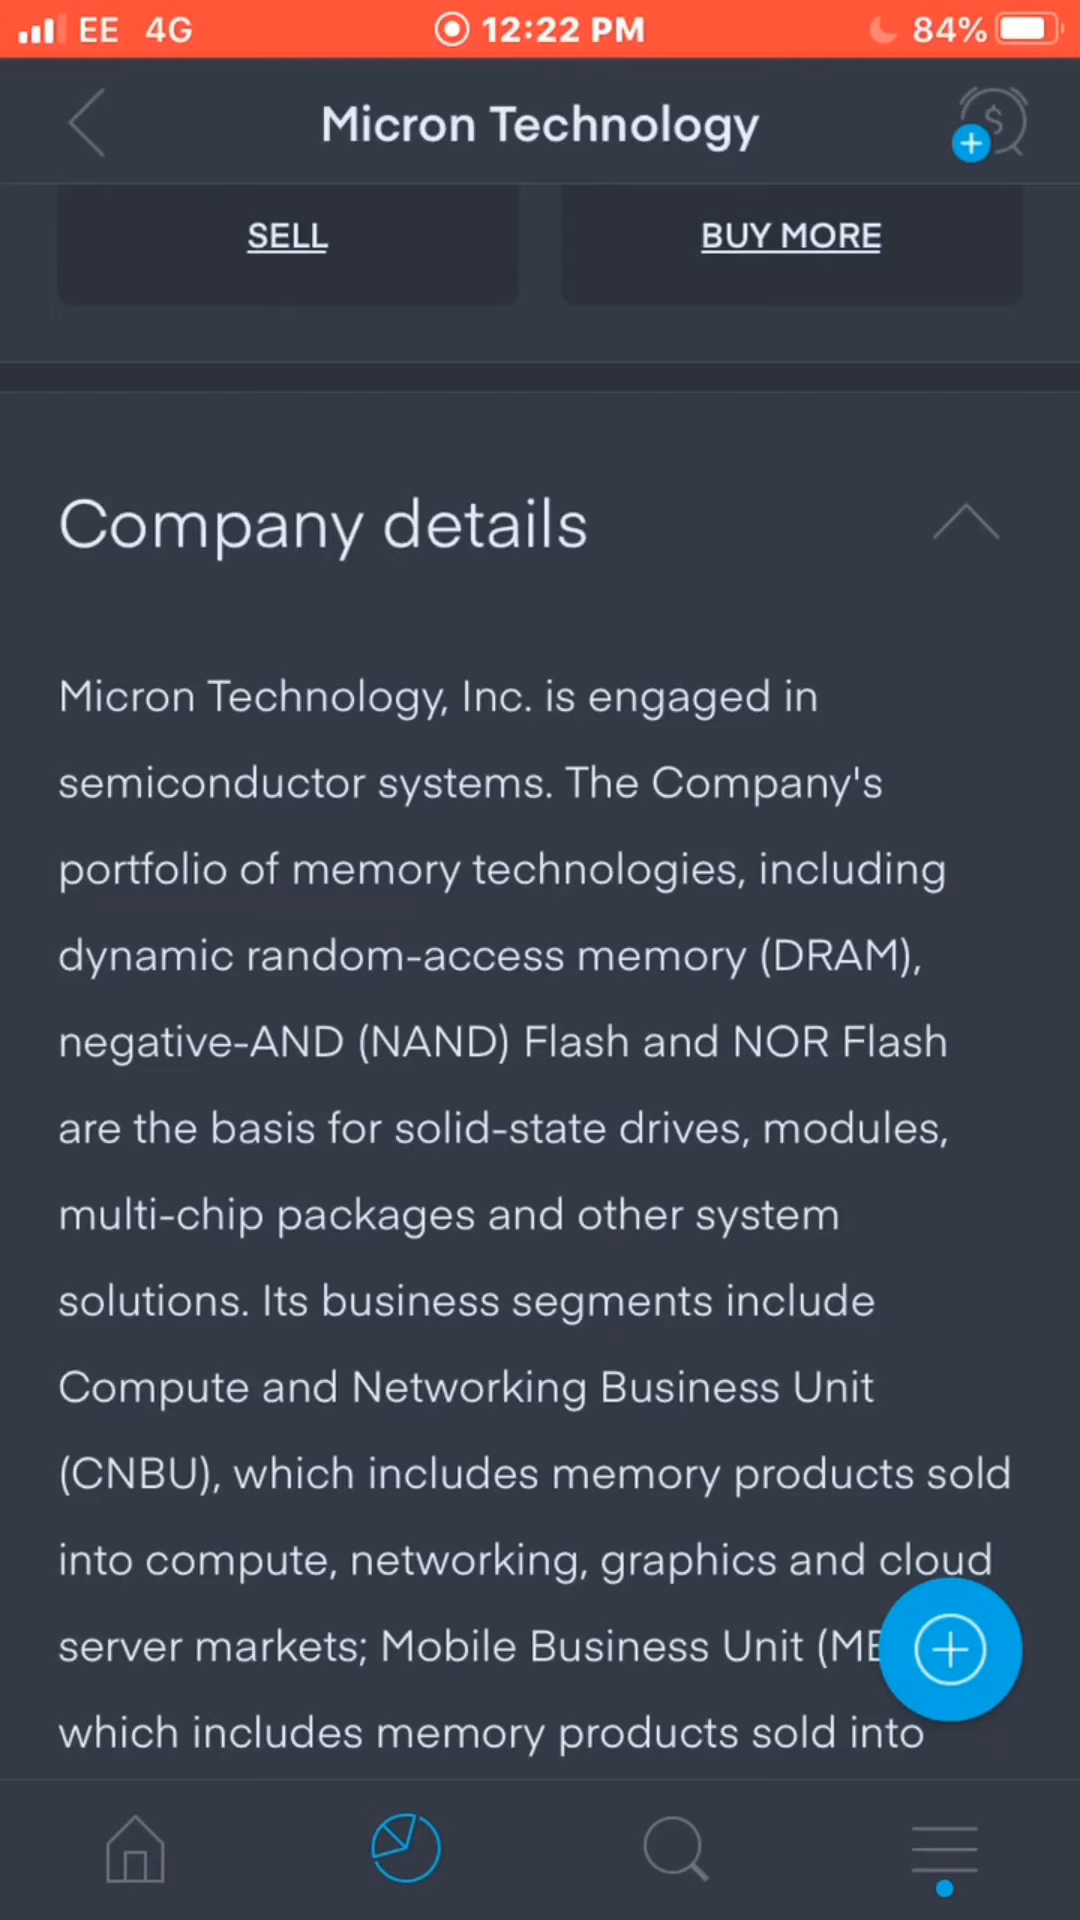 EE 4G 12:22 PM 84%
Micron Technology
$
SELL BUY MORE
Company details
Micron Technology, Inc. is engaged in
semiconductor systems. The Company's
portfolio of memory technologies, including
dynamic random-access memory (DRAM),
negative-AND (NAND) Flash and NOR Flash
are the basis for solid-state drives, modules,
multi-chip packages and other system
solutions. Its business segments include
Compute and Networking Business Unit
(CNBU), which includes memory products sold
into compute, networking, graphics and cloud
server markets; Mobile Business Unit
which includes memory products sold into